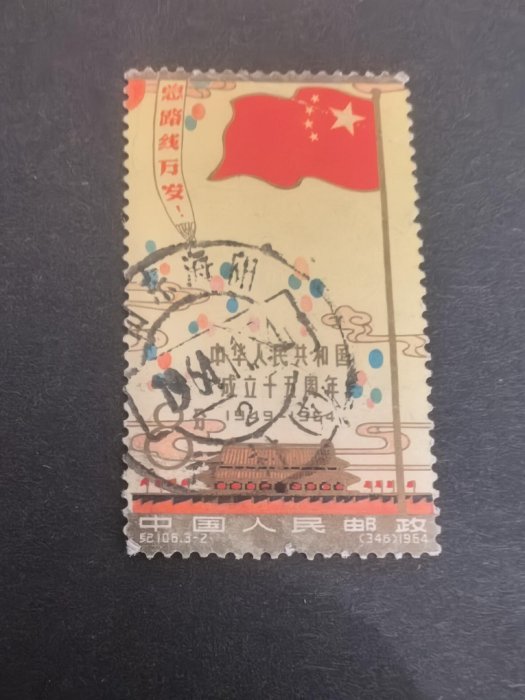 总路线万岁!
中华人民共和国
成立十五周年
1949-1964
中国人民邮政
纪106.3-2 (346)1964